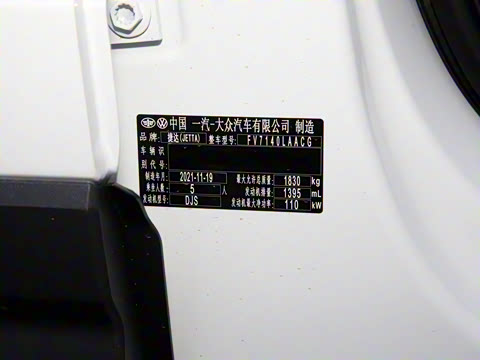 中国 一汽-大众汽车有限公司 制造
品牌: 捷达(JETTA) 整车型号: FV7140LAACG
车辆识
别代号:
制造年月: 2021-11-19 最大允许总质量: 1830 kg
乘坐人数: 5 人 发动机排量: 1395 mL
发动机型号: DJS 发动机最大净功率: 110 kW